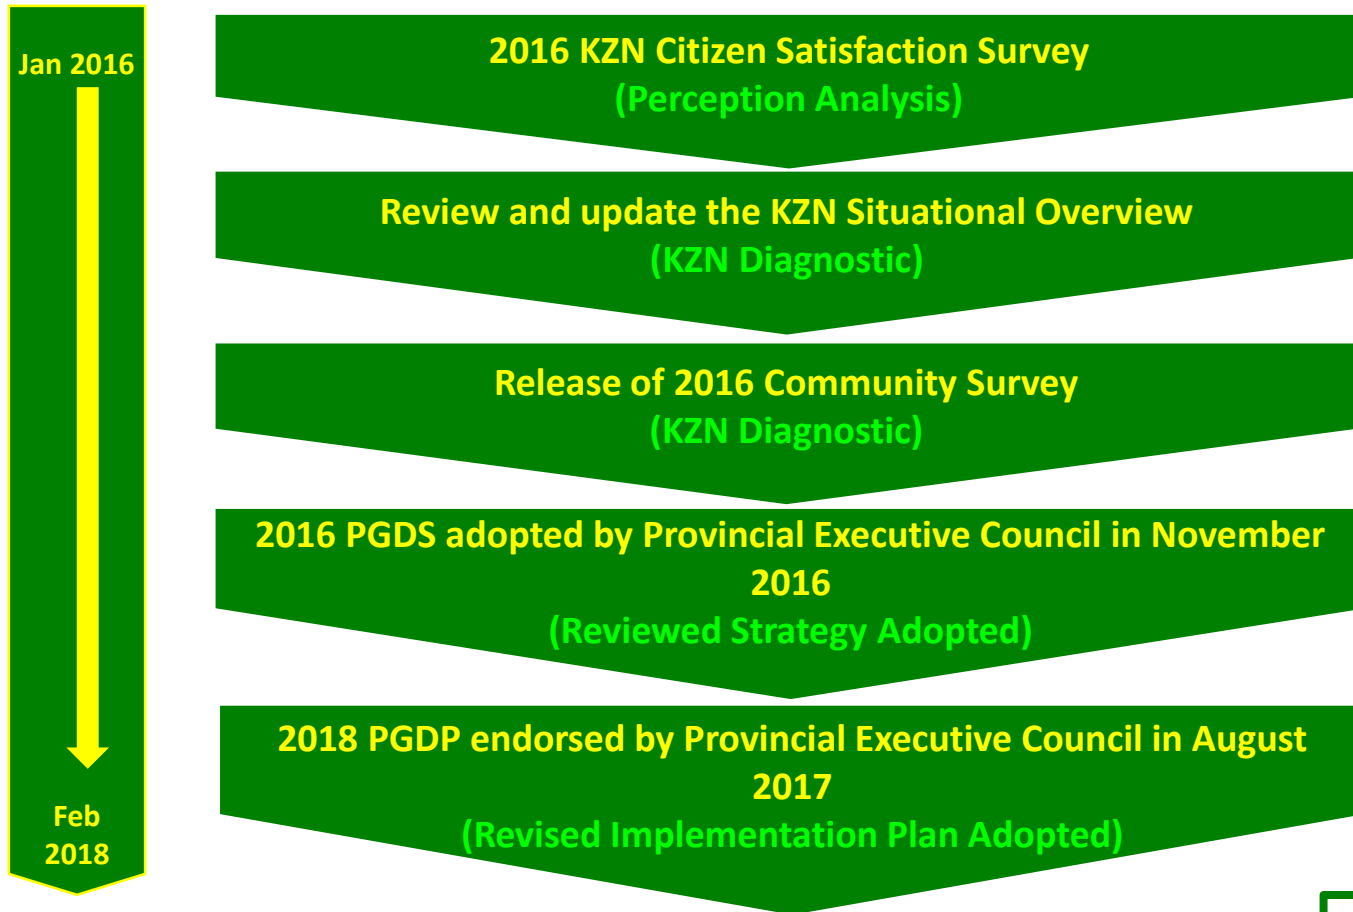 Jan 2016
Feb
2018
2016 KZN Citizen Satisfaction Survey
(Perception Analysis)
Review and update the KZN Situational Overview
(KZN Diagnostic)
Release of 2016 Community Survey
(KZN Diagnostic)
2016 PGDS adopted by Provincial Executive Council in November
2016
(Reviewed Strategy Adopted)
2018 PGDP endorsed by Provincial Executive Council in August
2017
(Revised Implementation Plan Adopted)